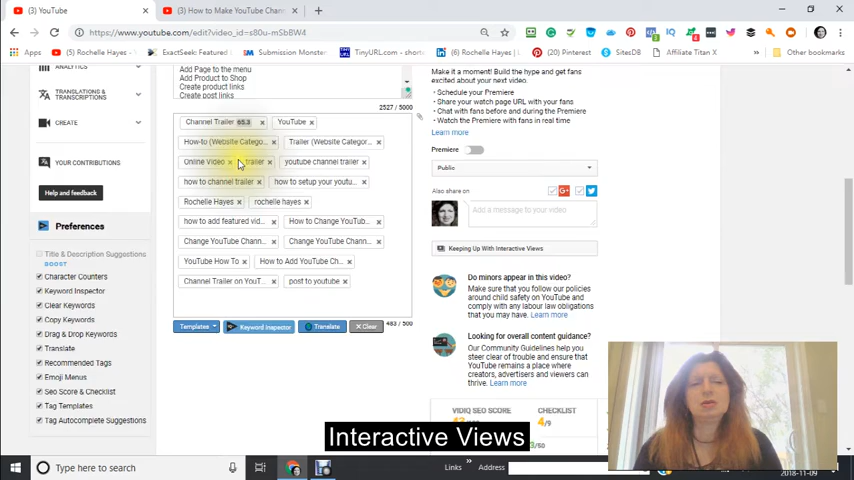 (3) YouTube
(3) How to Make YouTube Chann
https://www.youtube.com/edit?video_id=s80u-mSbBW4
Apps
(5) Rochelle Hayes
ExactSeek: Featured
Submission Monster
TinyURL.com - shorte
(6) LinkedIn
(20) Pinterest
SitesDB
Affiliate Titan X
ANALYTICS
TRANSLATIONS &
TRANSCRIPTIONS
CREATE
YOUR CONTRIBUTIONS
Help and feedback
Preferences
Title & Description Suggestions
BOOST
Character Counters
Keyword Inspector
Clear Keywords
Copy Keywords
Drag & Drop Keywords
Translate
Recommended Tags
Emoji Menus
Seo Score & Checklist
Tag Templates
Tag Autocomplete Suggestions
Add Page to the menu
Add Product to Shop
Create product links
Create post links
2527 / 5000
Channel Trailer 65.3 × YouTube ×
How-to (Website Catego... × Trailer (Website Categor... ×
Online Video × trailer × youtube channel trailer ×
how to channel trailer × how to setup your youtu... ×
Rochelle Hayes × rochelle hayes ×
how to add featured vid... × How to Change YouTub... ×
Change YouTube Chann... × Change YouTube Chann... ×
YouTube How To × How to Add YouTube Ch... ×
Channel Trailer on YouT... × post to youtube ×
483 / 500
Templates
Keyword Inspector
Translate
Clear
Make it a moment! Build the hype and get fans
excited about your next video.
• Schedule your Premiere
• Share your watch page URL with your fans
• Chat with fans before and during the Premiere
• Watch the Premiere with fans in real time
Learn more
Premiere
Public
Also share on
Add a message to your video
Keeping Up With Interactive Views
Do minors appear in this video?
Make sure that you follow our policies
around child safety on YouTube and
comply with any labour law obligations
that you may have. Learn more
Looking for overall content guidance?
Our Community Guidelines help you
steer clear of trouble and ensure that
YouTube remains a place where
creators, advertisers and viewers can
thrive. Learn more
VIDIQ SEO SCORE
CHECKLIST
4/9
/50
Interactive Views
Type here to search
Links
Address
2018-11-09